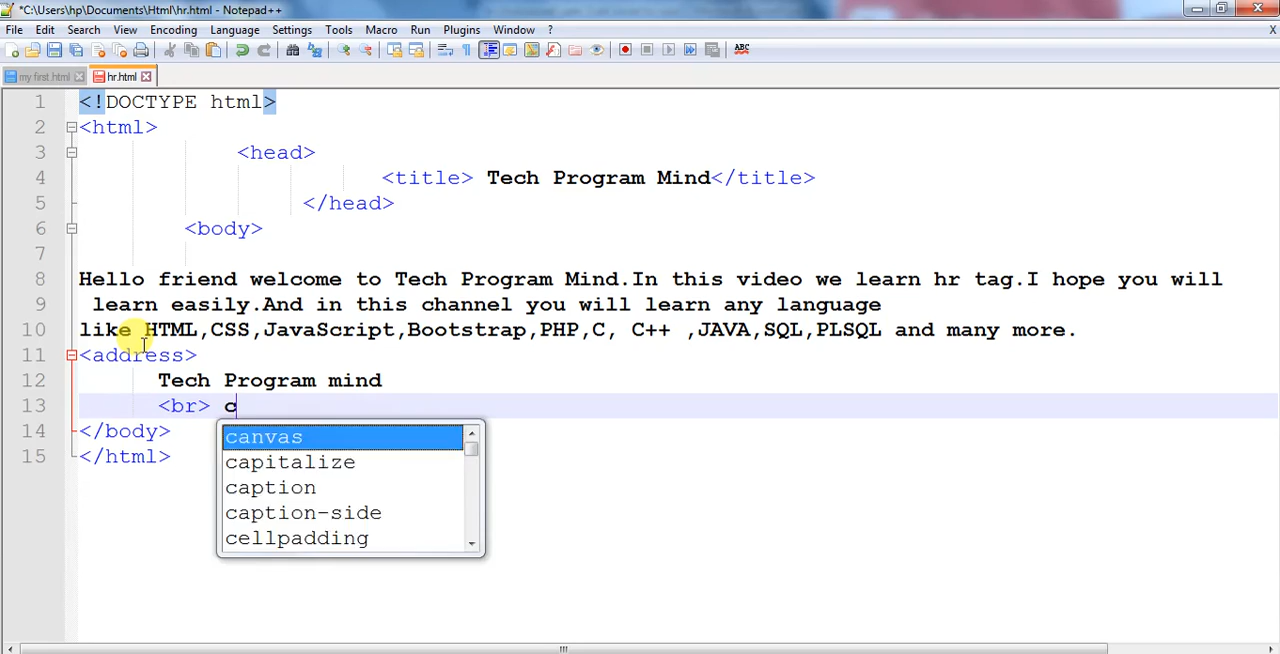 *C:\Users\hp\Documents\Html\hr.html - Notepad++
File Edit Search View Encoding Language Settings Tools Macro Run Plugins Window ? X
ABC
my first.html hr.html
1 <!DOCTYPE html>
2 <html>
3 <head>
4 <title> Tech Program Mind</title>
5 </head>
6 <body>
7
8 Hello friend welcome to Tech Program Mind.In this video we learn hr tag.I hope you will
9 learn easily.And in this channel you will learn any language
10 like HTML,CSS,JavaScript,Bootstrap,PHP,C, C++ ,JAVA,SQL,PLSQL and many more.
11 <address>
12 Tech Program mind
13 <br> c
14 </body>
15 </html>
canvas
capitalize
caption
caption-side
cellpadding